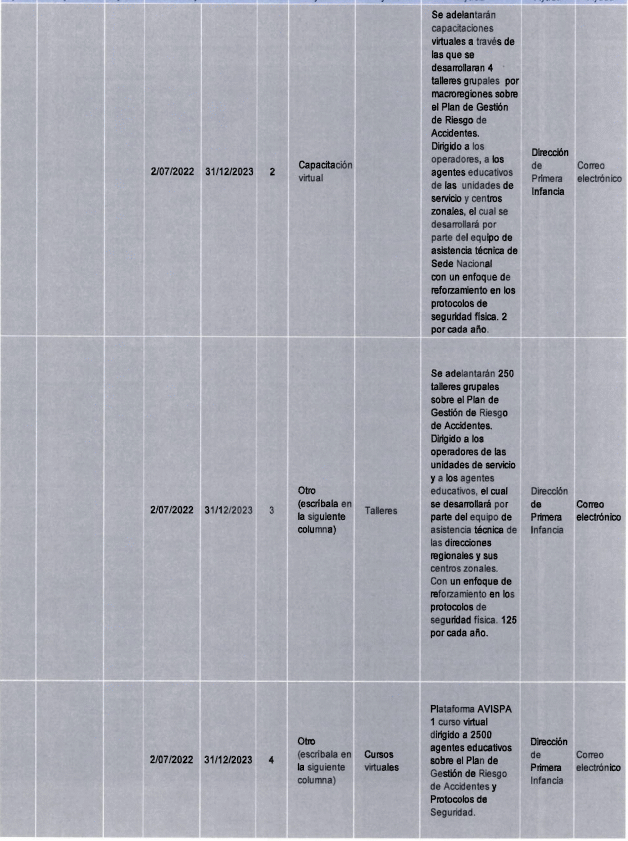 Se adelantarán
capacitaciones
virtuales a través de
las que se
desarrollaran 4
talleres grupales por
macroregiones sobre
el Plan de Gestión
de Riesgo de
Accidentes.
Dirigido a los
operadores, a los
agentes educativos
de las unidades de
servicio y centros
zonales, el cual se
desarrollará por
parte del equipo de
asistencia técnica de
Sede Nacional
con un enfoque de
reforzamiento en los
protocolos de
seguridad física. 2
por cada año.
2/07/2022 31/12/2023 2
Capacitación
virtual
Dirección
de
Primera
Infancia
Correo
electrónico
Se adelantarán 250
talleres grupales
sobre el Plan de
Gestión de Riesgo
de Accidentes.
Dirigido a los
operadores de las
unidades de servicio
y a los agentes
educativos, el cual
se desarrollará por
parte del equipo de
asistencia técnica de
las direcciones
regionales y sus
centros zonales.
Con un enfoque de
reforzamiento en los
protocolos de
seguridad física. 125
por cada año.
2/07/2022 31/12/2023 3
Otro
(escríbala en
la siguiente
columna)
Talleres
Dirección
de
Primera
Infancia
Correo
electrónico
Plataforma AVISPA
1 curso virtual
dirigido a 2500
agentes educativos
sobre el Plan de
Gestión de Riesgo
de Accidentes y
Protocolos de
Seguridad.
2/07/2022 31/12/2023 4
Otro
(escríbala en
la siguiente
columna)
Cursos
virtuales
Dirección
de
Primera
Infancia
Correo
electrónico